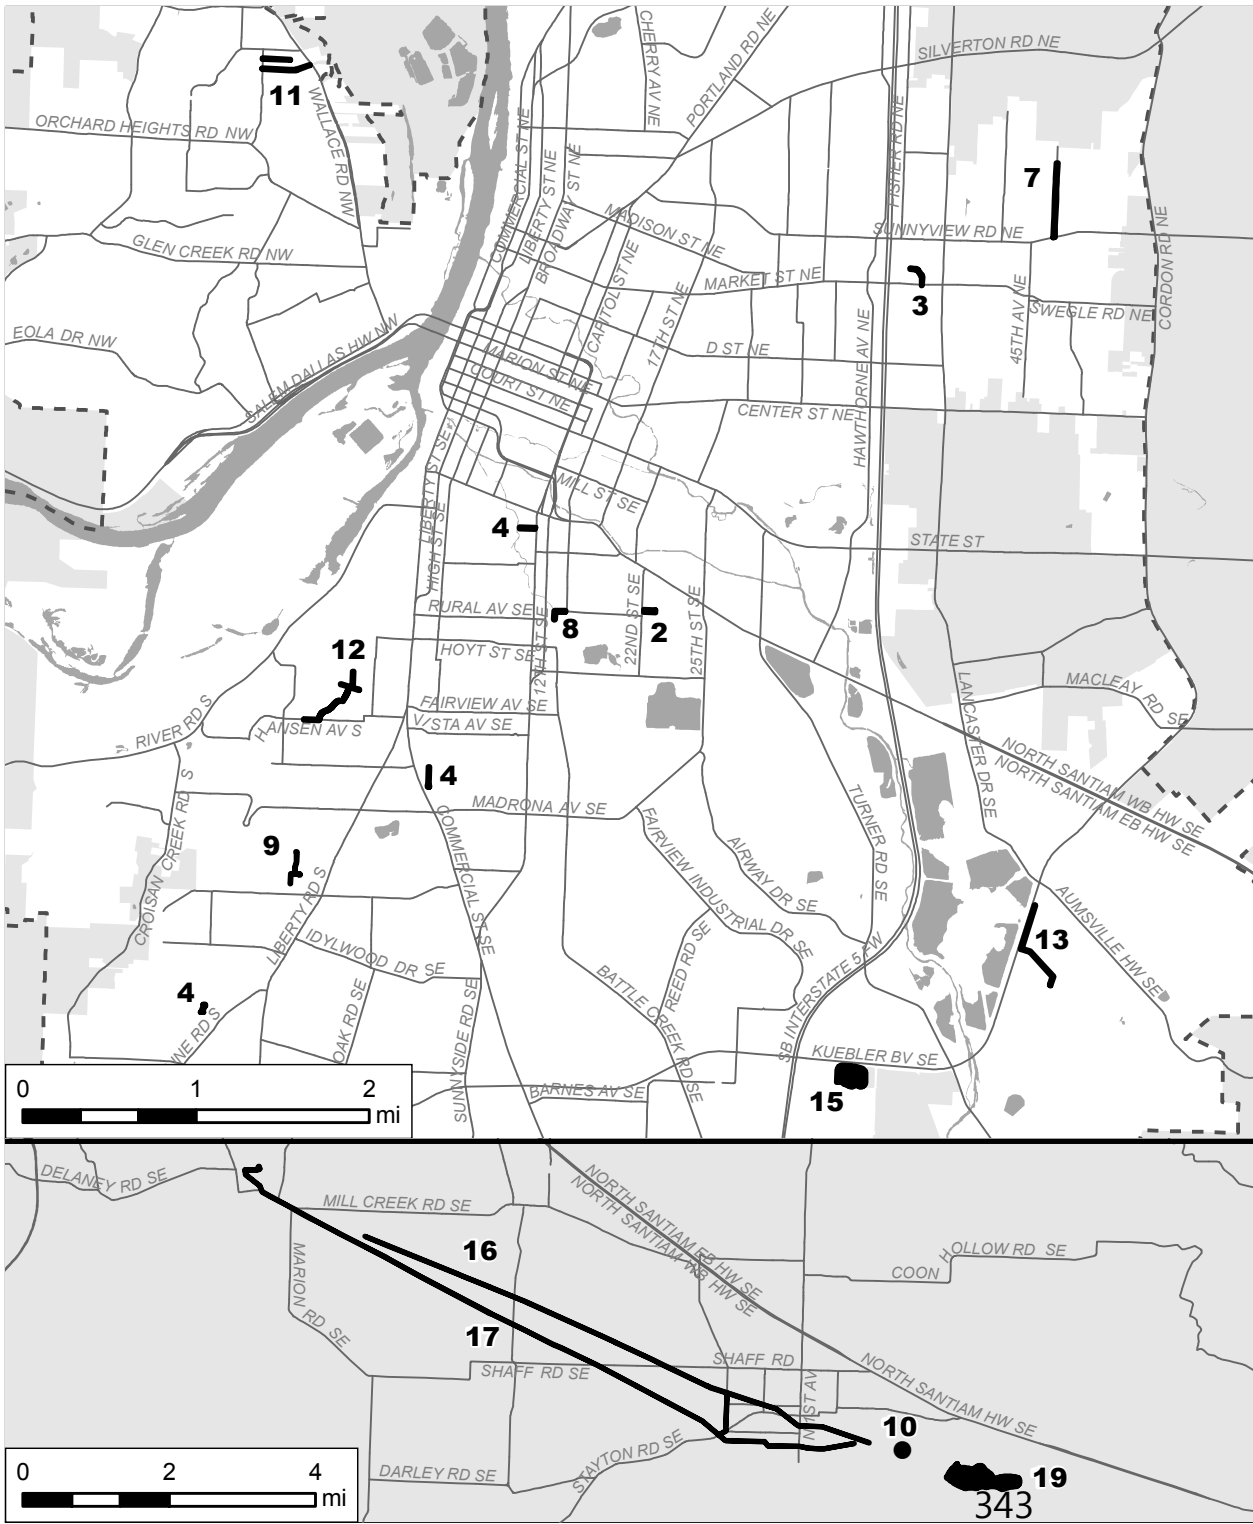 CHERRY AV NE
PORTLAND RD NE
SILVERTON RD NE
11
WALLACE RD NW
ORCHARD HEIGHTS RD NW
COMMERCIAL ST NE
LIBERTY ST NE
BROADWAY ST NE
FISHER RD NE
7
MADISON ST NE
SUNNYVIEW RD NE
CORDON RD NE
GLEN CREEK RD NW
CAPITOL ST NE
MARKET ST NE
3
17TH ST NE
45TH AV NE
SWEGLE RD NE
EOLA DR NW
SALEM DALLAS HW NW
MARION ST NE
D ST NE
COURT ST NE
HAWTHORNE AV NE
CENTER ST NE
LIBERTY ST SE
MILL ST SE
HIGH ST SE
4
STATE ST
RURAL AV SE
8
22ND ST SE
2
25TH ST SE
12TH ST SE
12
HOYT ST SE
LANCASTER DR SE
MACLEAY RD SE
FAIRVIEW AV SE
RIVER RD S
HANSEN AV S
VISTA AV SE
NORTH SANTIAM WB HW SE
NORTH SANTIAM EB HW SE
4
CROISAN CREEK RD S
MADRONA AV SE
COMMERCIAL ST SE
TURNER RD SE
FAIRVIEW INDUSTRIAL DR SE
AIRWAY DR SE
9
LIBERTY RD S
AUMSVILLE HW SE
IDYLWOOD DR SE
REED RD SE
13
BATTLE CREEK RD SE
4
NE RD S
OAK RD SE
SUNNYSIDE RD SE
SB INTERSTATE 5 FW
KUEBLER BV SE
BARNES AV SE
15
0 1 2
mi
DELANEY RD SE
MILL CREEK RD SE
NORTH SANTIAM EB HW SE
NORTH SANTIAM WB HW SE
16
MARION RD SE
HOLLOW RD SE
COON
17
SHAFF RD
SHAFF RD SE
N 1ST AV
NORTH SANTIAM HW SE
10
STAYTON RD SE
DARLEY RD SE
19
343
0 2 4
mi